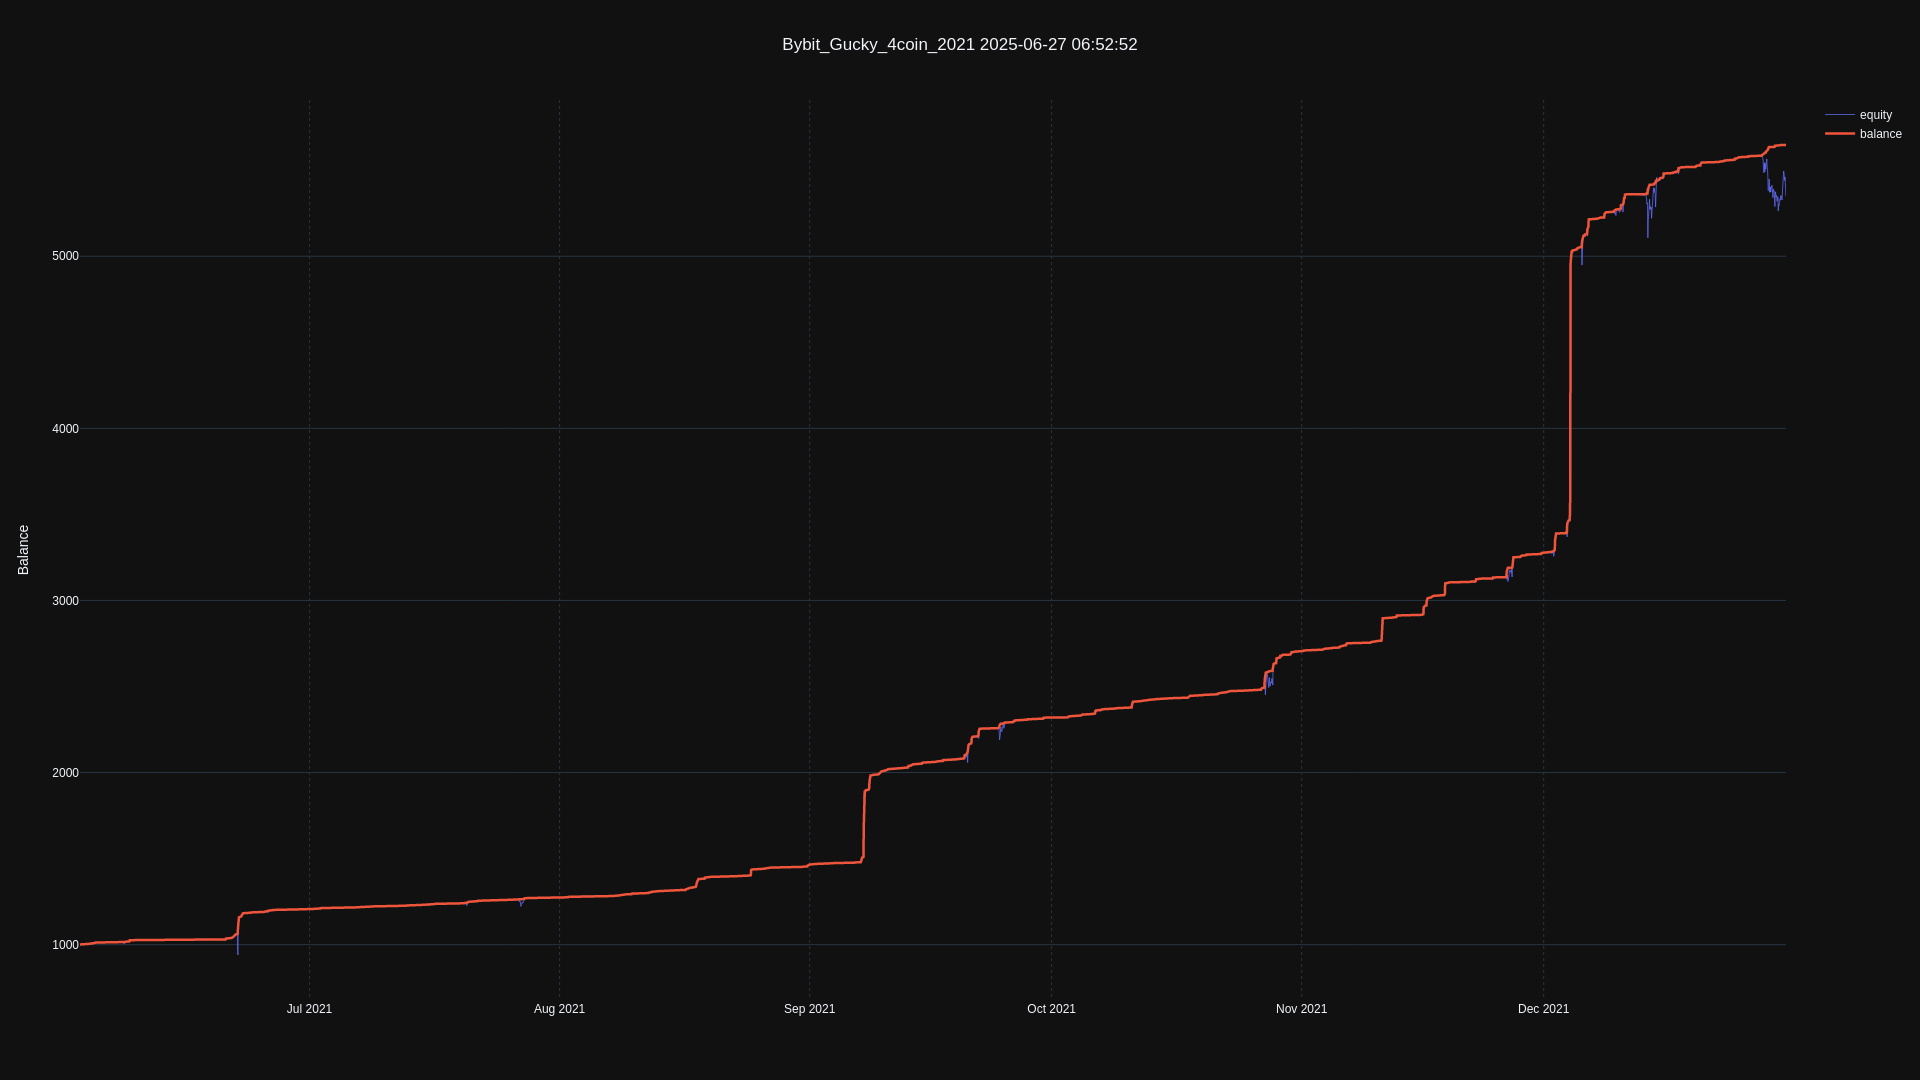 Bybit_Gucky_4coin_2021 2025-06-27 06:52:52
equity
balance
5000
4000
3000
2000
1000
Balance
Jul 2021
Aug 2021
Sep 2021
Oct 2021
Nov 2021
Dec 2021